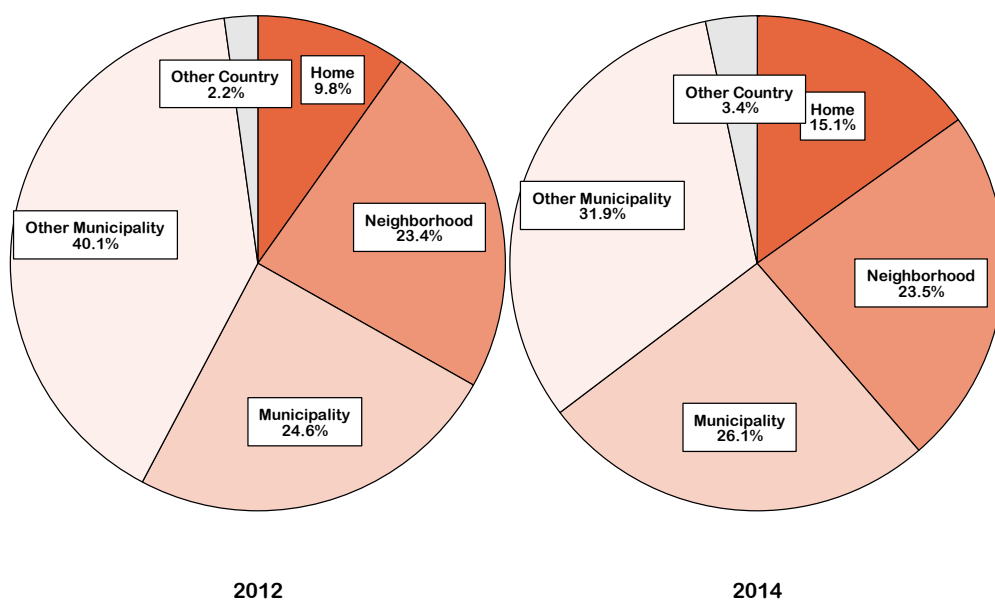 Other Country
2.2%
Home
9.8%
Neighborhood
23.4%
Other Municipality
40.1%
Municipality
24.6%
2012
Other Country
3.4%
Home
15.1%
Other Municipality
31.9%
Neighborhood
23.5%
Municipality
26.1%
2014